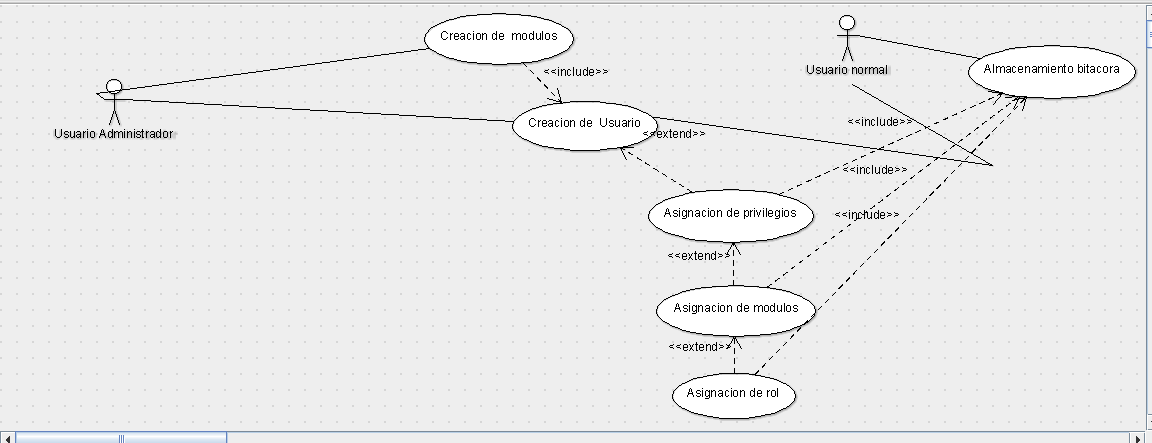 Creacion de modulos
Usuario normal
Almacenamiento bitacora
<<include>>
Usuario Administrador
Creacion de Usuario
<<extend>>
<<include>>
<<include>>
Asignacion de privilegios
<<include>>
<<extend>>
Asignacion de modulos
<<extend>>
Asignacion de rol